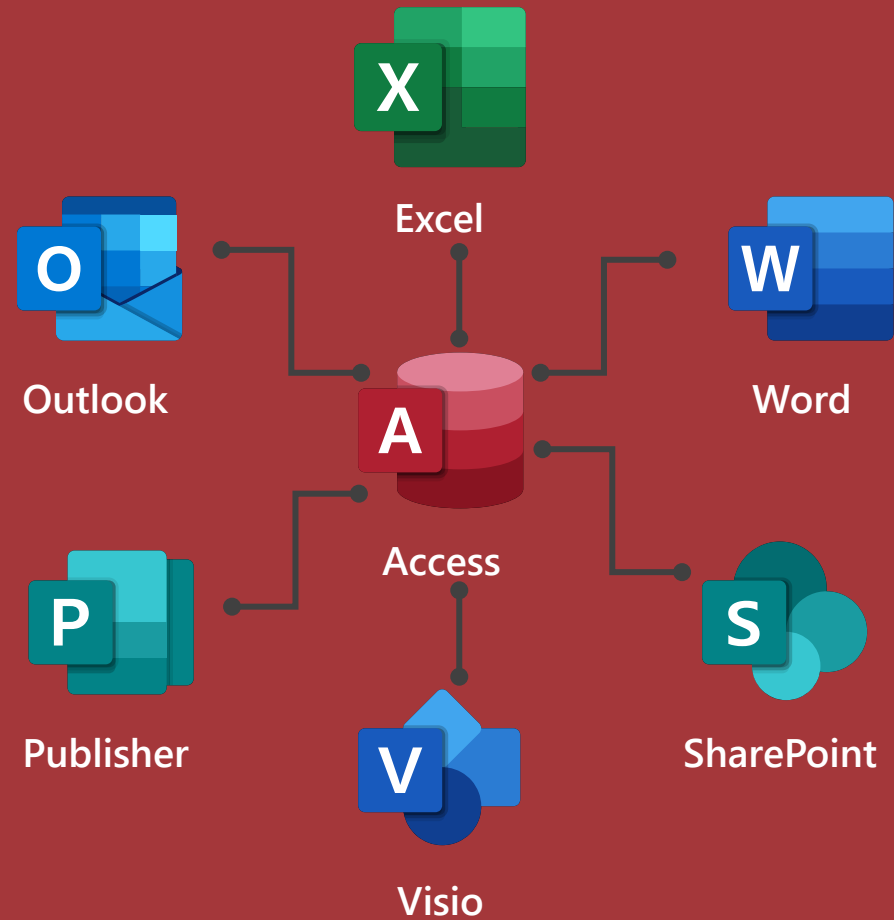 X
Excel
O
Outlook
W
Word
A
Access
P
Publisher
S
SharePoint
V
Visio